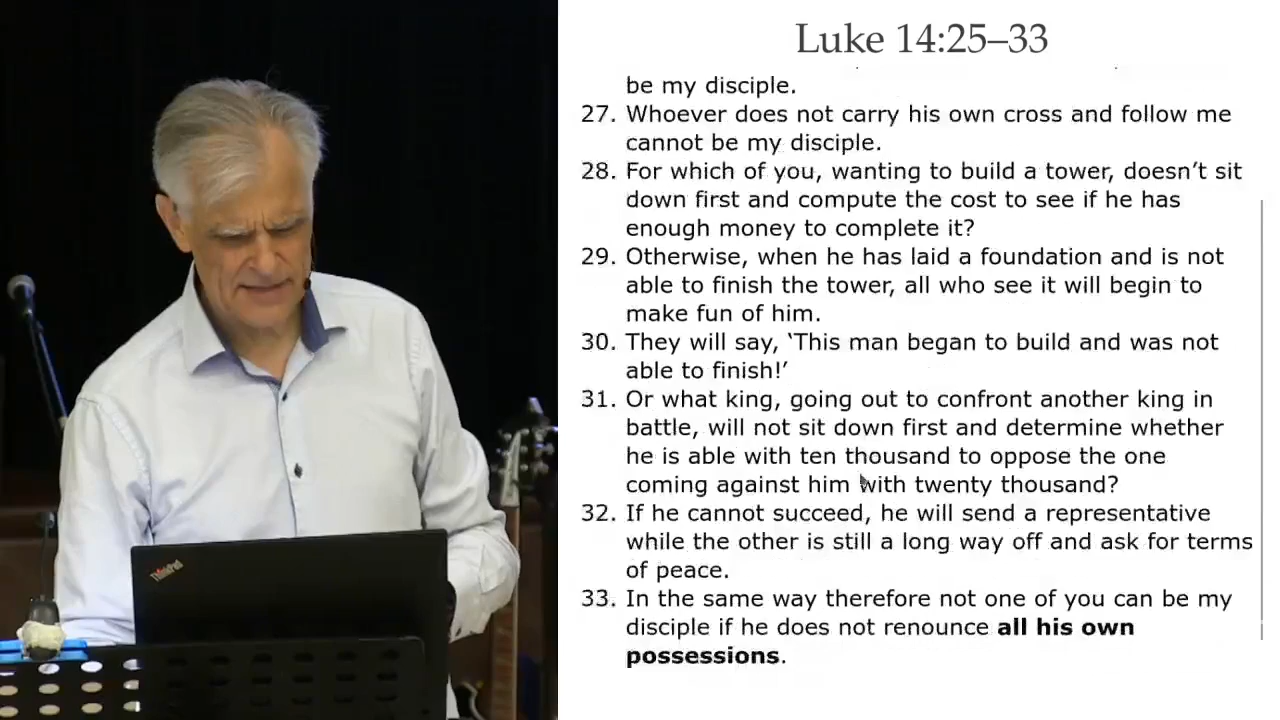 Luke 14:25–33
be my disciple.
27. Whoever does not carry his own cross and follow me
cannot be my disciple.
28. For which of you, wanting to build a tower, doesn’t sit
down first and compute the cost to see if he has
enough money to complete it?
29. Otherwise, when he has laid a foundation and is not
able to finish the tower, all who see it will begin to
make fun of him.
30. They will say, ‘This man began to build and was not
able to finish!’
31. Or what king, going out to confront another king in
battle, will not sit down first and determine whether
he is able with ten thousand to oppose the one
coming against him with twenty thousand?
32. If he cannot succeed, he will send a representative
while the other is still a long way off and ask for terms
of peace.
33. In the same way therefore not one of you can be my
disciple if he does not renounce all his own
possessions.
ThinkPad